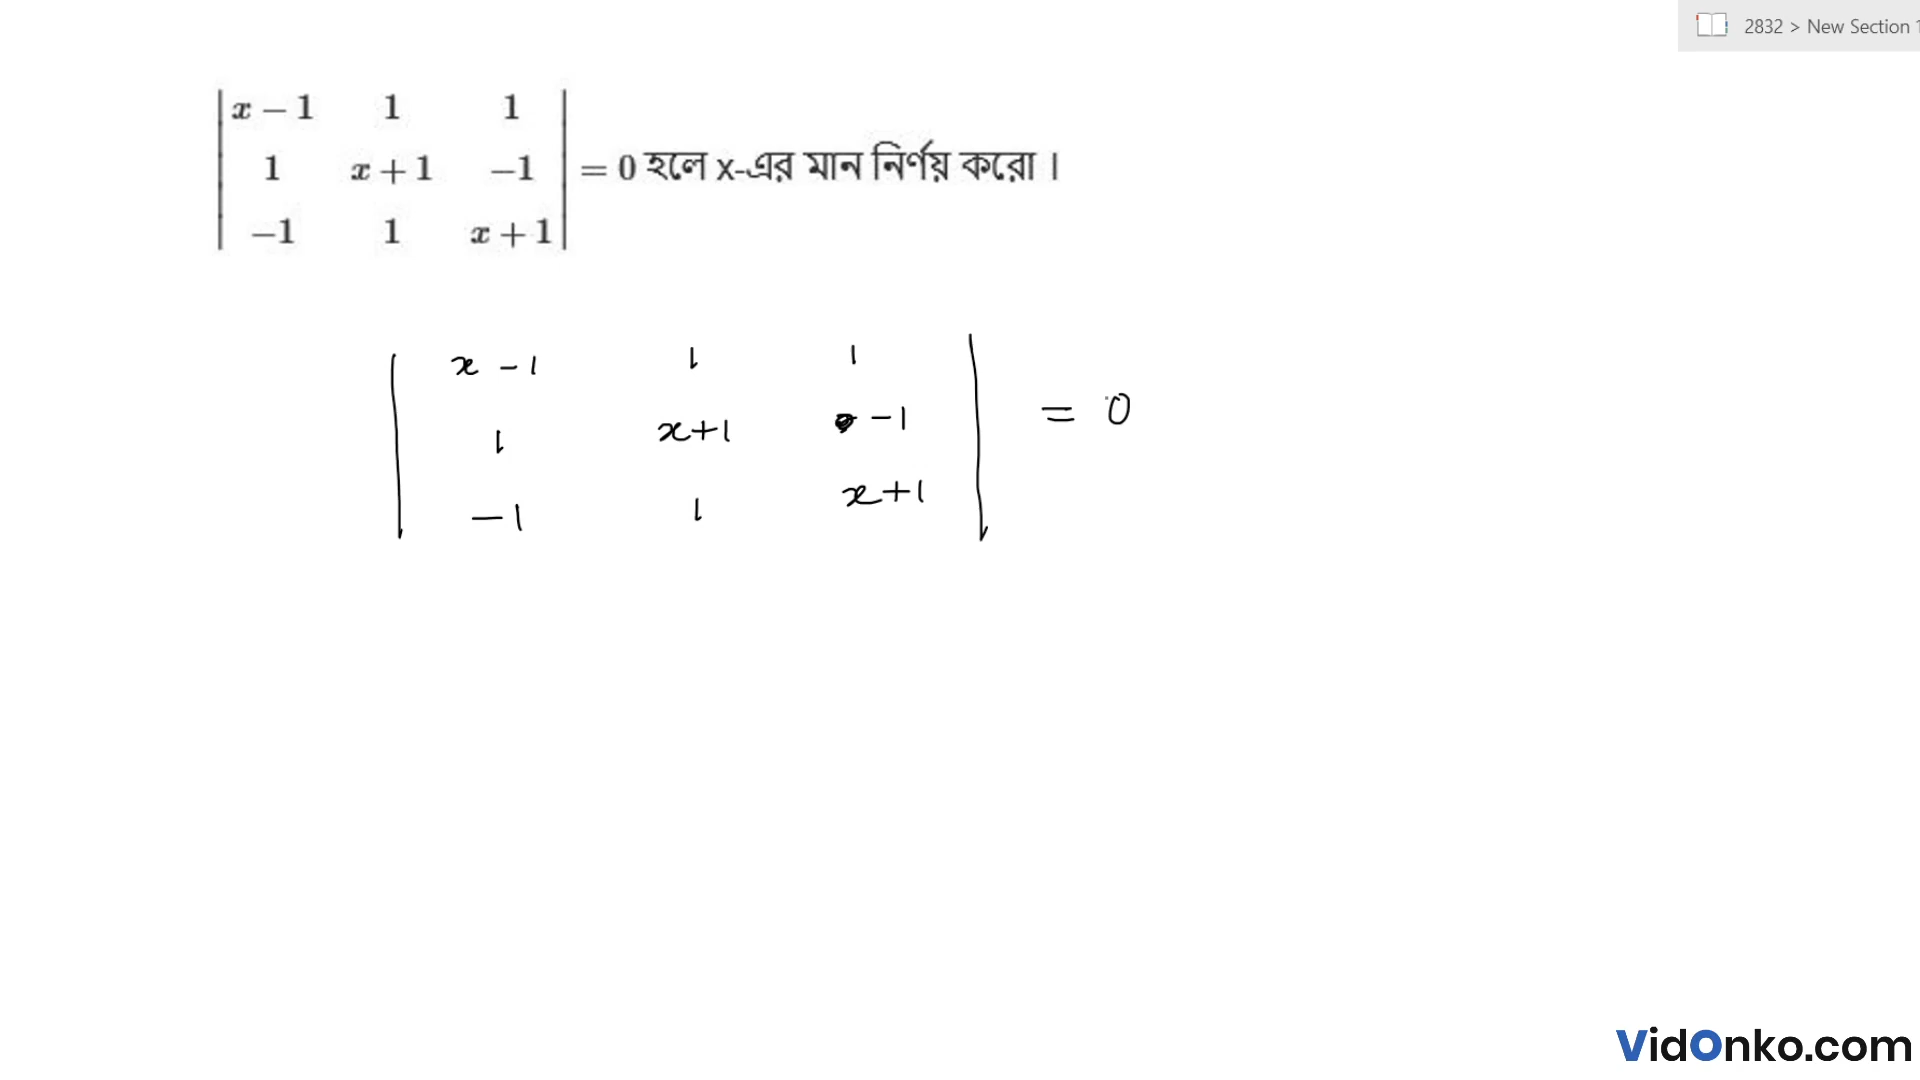 2832 > New Section 1
| x − 1 1 1 |
| 1 x + 1 −1 | = 0 হলে x-এর মান নির্ণয় করো ।
| −1 1 x + 1 |
| x − 1 1 1 |
| 1 x+1 −1 | = 0
| −1 1 x+1 |
VidOnko.com